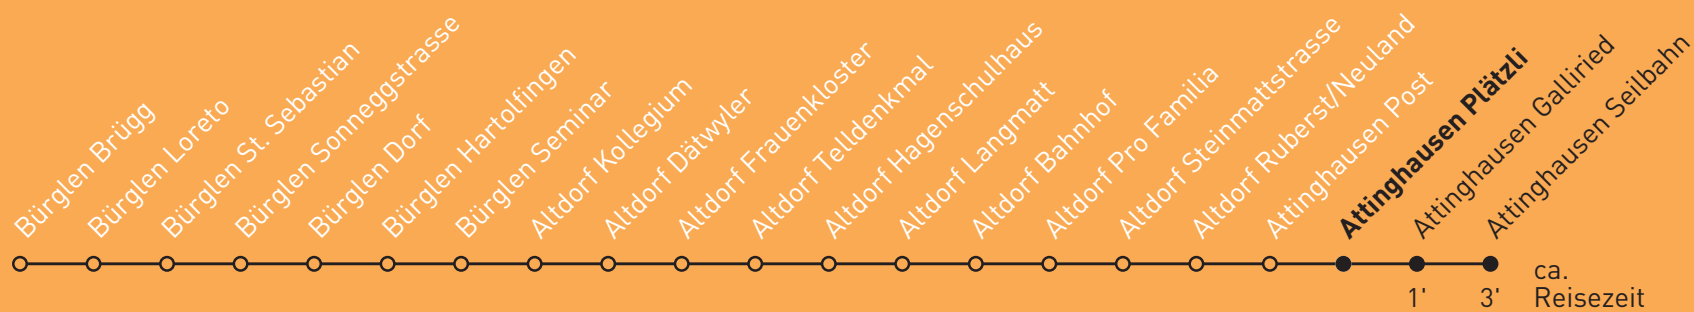 Bürglen Brügg
Bürglen Loreto
Bürglen St. Sebastian
Bürglen Sonneggstrasse
Bürglen Dorf
Bürglen Hartolfingen
Bürglen Seminar
Altdorf Kollegium
Altdorf Dätwyler
Altdorf Frauenkloster
Altdorf Telldenkmal
Altdorf Hagenschulhaus
Altdorf Langmatt
Altdorf Bahnhof
Altdorf Pro Familia
Altdorf Steinmattstrasse
Altdorf Ruberst/Neuland
Attinghausen Post
Attinghausen Plätzli
Attinghausen Galliried
Attinghausen Seilbahn
ca.
1' 3' Reisezeit